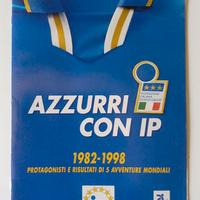 AZZURRI
CON IP
1982-1998
PROTAGONISTI E RISULTATI DI 5 AVVENTURE MONDIALI